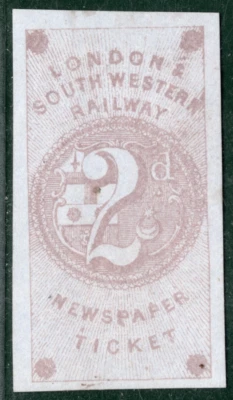 LONDON &
SOUTH WESTERN
RAILWAY
2d
NEWSPAPER
TICKET